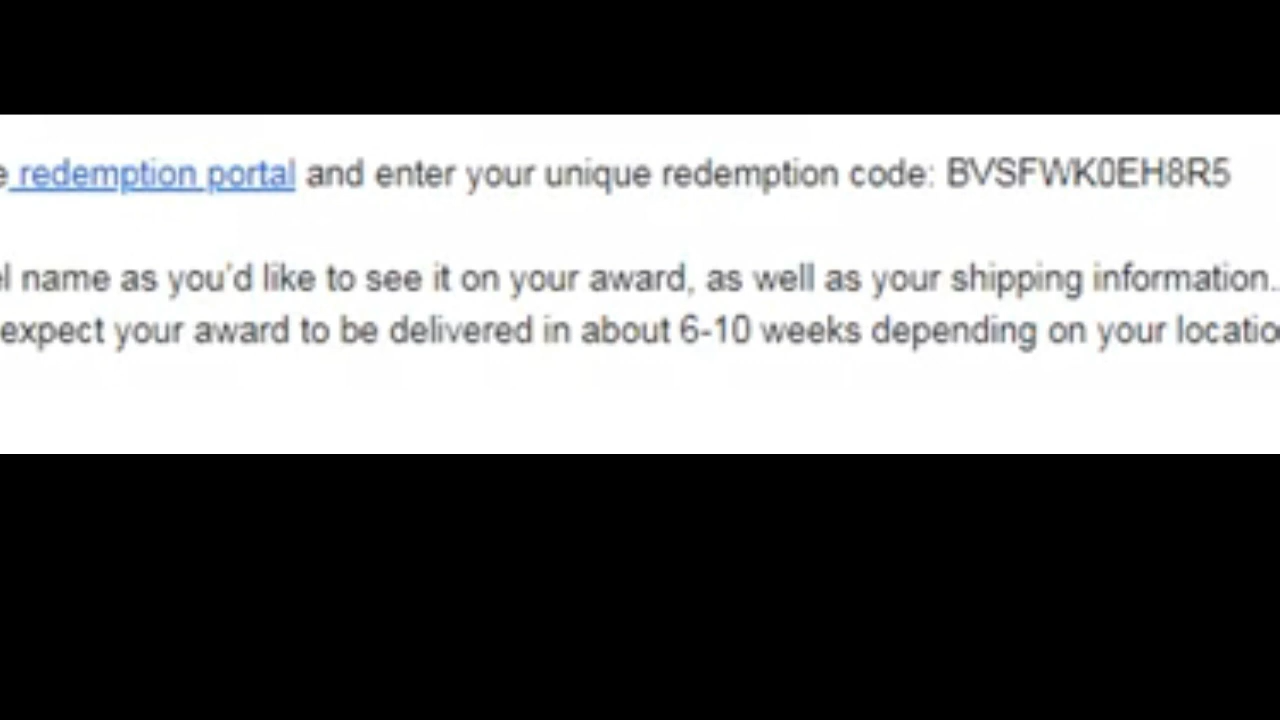 redemption portal and enter your unique redemption code: BVSFWK0EH8R5
name as you'd like to see it on your award, as well as your shipping information.
expect your award to be delivered in about 6-10 weeks depending on your